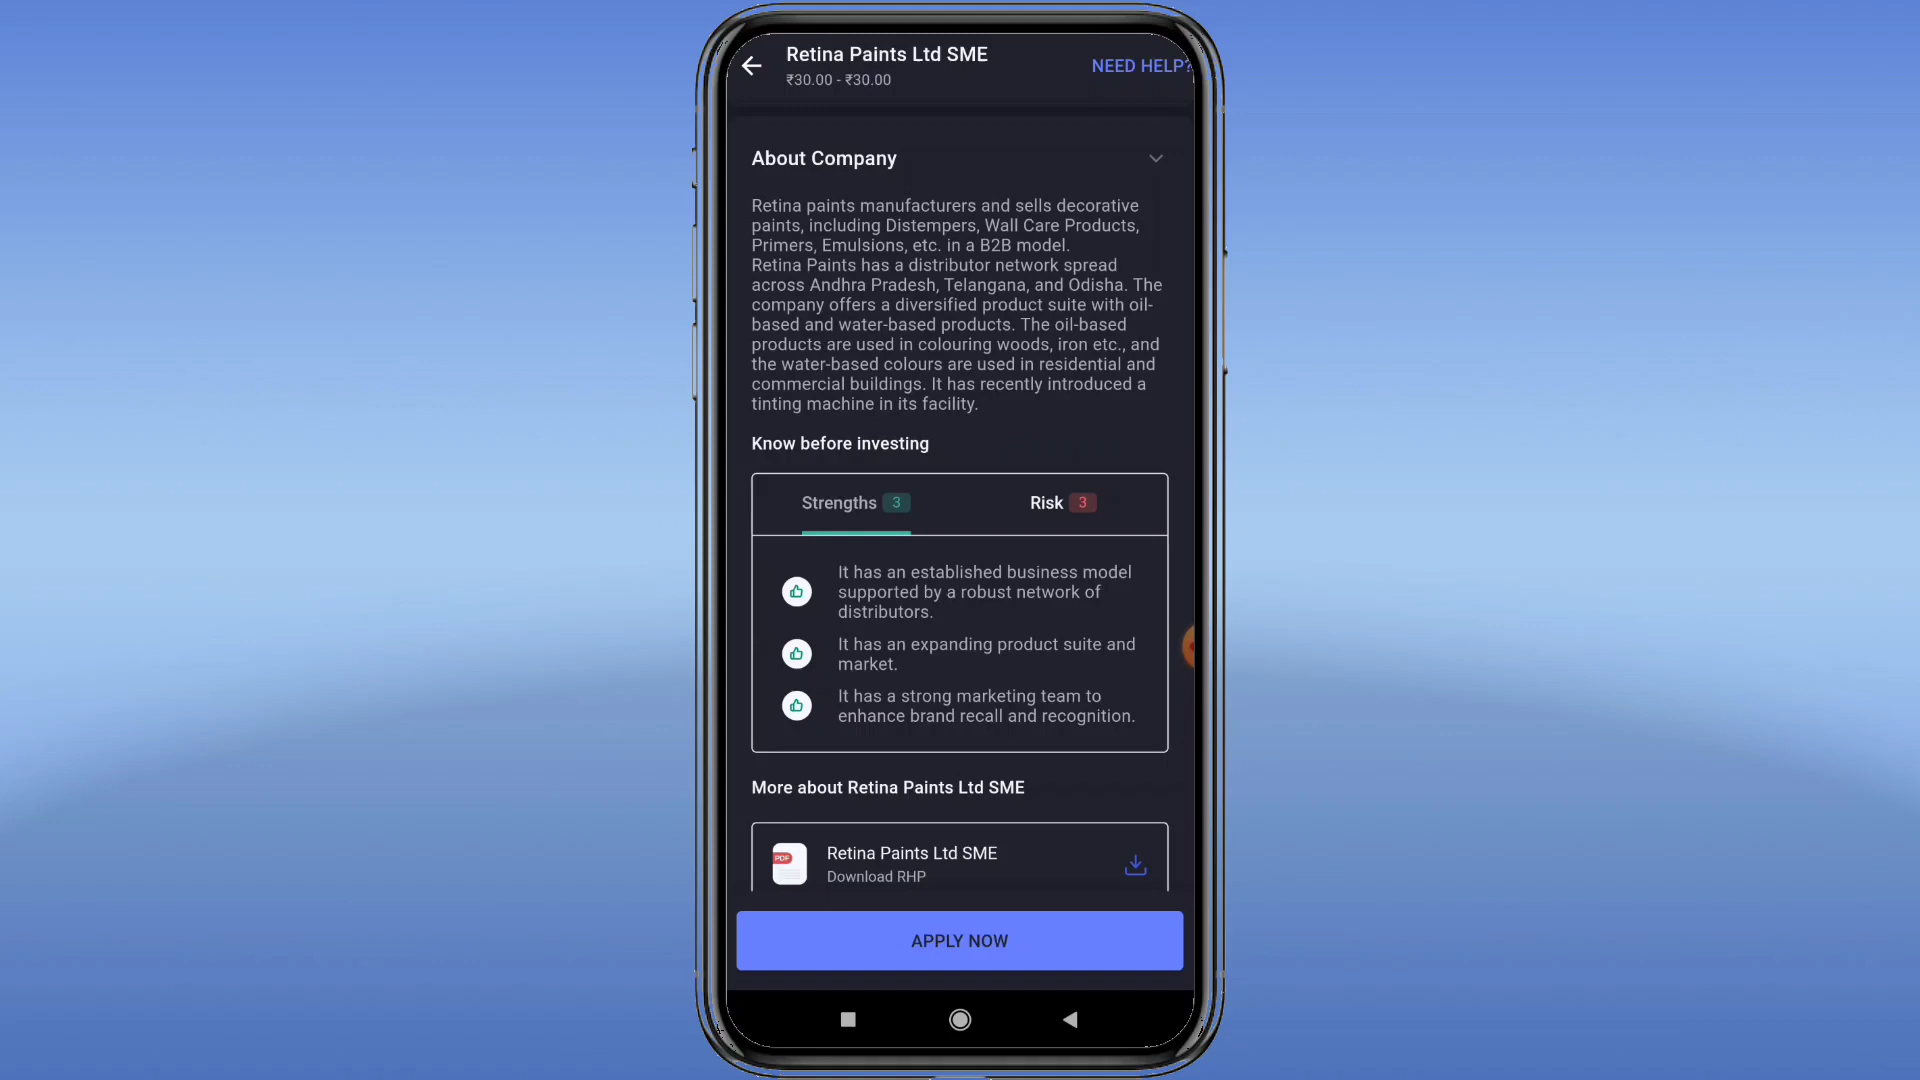 Retina Paints Ltd SME
₹30.00 - ₹30.00
NEED HELP?
About Company
Retina paints manufacturers and sells decorative
paints, including Distempers, Wall Care Products,
Primers, Emulsions, etc. in a B2B model.
Retina Paints has a distributor network spread
across Andhra Pradesh, Telangana, and Odisha. The
company offers a diversified product suite with oil-
based and water-based products. The oil-based
products are used in colouring woods, iron etc., and
the water-based colours are used in residential and
commercial buildings. It has recently introduced a
tinting machine in its facility.
Know before investing
Strengths 3
Risk 3
It has an established business model
supported by a robust network of
distributors.
It has an expanding product suite and
market.
It has a strong marketing team to
enhance brand recall and recognition.
More about Retina Paints Ltd SME
PDF
Retina Paints Ltd SME
Download RHP
APPLY NOW